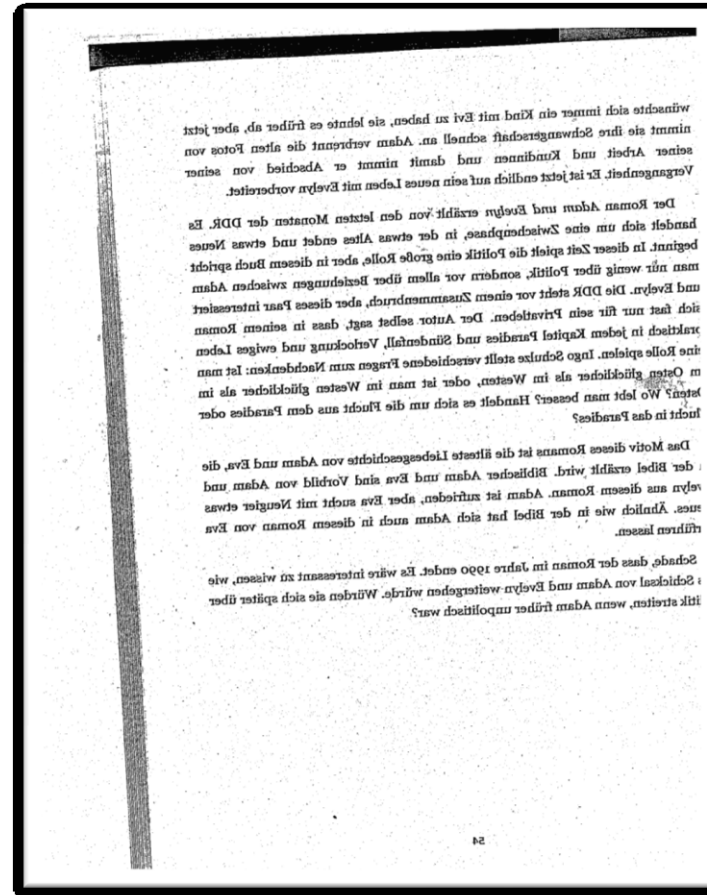 wünschte sich immer ein Kind mit Evi zu haben, sie lehnte es früher ab, aber jetzt
nimmt sie ihre Schwangerschaft schnell an. Adam verbrennt die alten Fotos von
seiner Arbeit und Kundinnen und damit nimmt er Abschied von seiner
Vergangenheit. Er ist jetzt endlich auf sein neues Leben mit Evelyn vorbereitet.
Der Roman Adam und Evelyn erzählt von den letzten Monaten der DDR. Es
handelt sich um eine Zwischenphase, in der etwas Altes endet und etwas Neues
beginnt. In dieser Zeit spielt die Politik eine große Rolle, aber in diesem Buch spricht
man nur wenig über Politik, sondern vor allem über Beziehungen zwischen Adam
und Evelyn. Die DDR steht vor einem Zusammenbruch, aber dieses Paar interessiert
sich fast nur für sein Privatleben. Der Autor selbst sagt, dass in seinem Roman
praktisch in jedem Kapitel Paradies und Sündenfall, Verlockung und ewiges Leben
ine Rolle spielen. Ingo Schulze stellt verschiedene Fragen zum Nachdenken: Ist man
m Osten glücklicher als im Westen, oder ist man im Westen glücklicher als im
Osten? Wo lebt man besser? Handelt es sich um die Flucht aus dem Paradies oder
lucht in das Paradies?
Das Motiv dieses Romans ist die älteste Liebesgeschichte von Adam und Eva, die
der Bibel erzählt wird. Biblischer Adam und Eva sind Vorbild von Adam und
velyn aus diesem Roman. Adam ist zufrieden, aber Eva sucht mit Neugier etwas
ues. Ähnlich wie in der Bibel hat sich Adam auch in diesem Roman von Eva
rführen lassen.
Schade, dass der Roman im Jahre 1990 endet. Es wäre interessant zu wissen, wie
s Schicksal von Adam und Evelyn weitergehen würde. Würden sie sich später über
itik streiten, wenn Adam früher unpolitisch war?
54